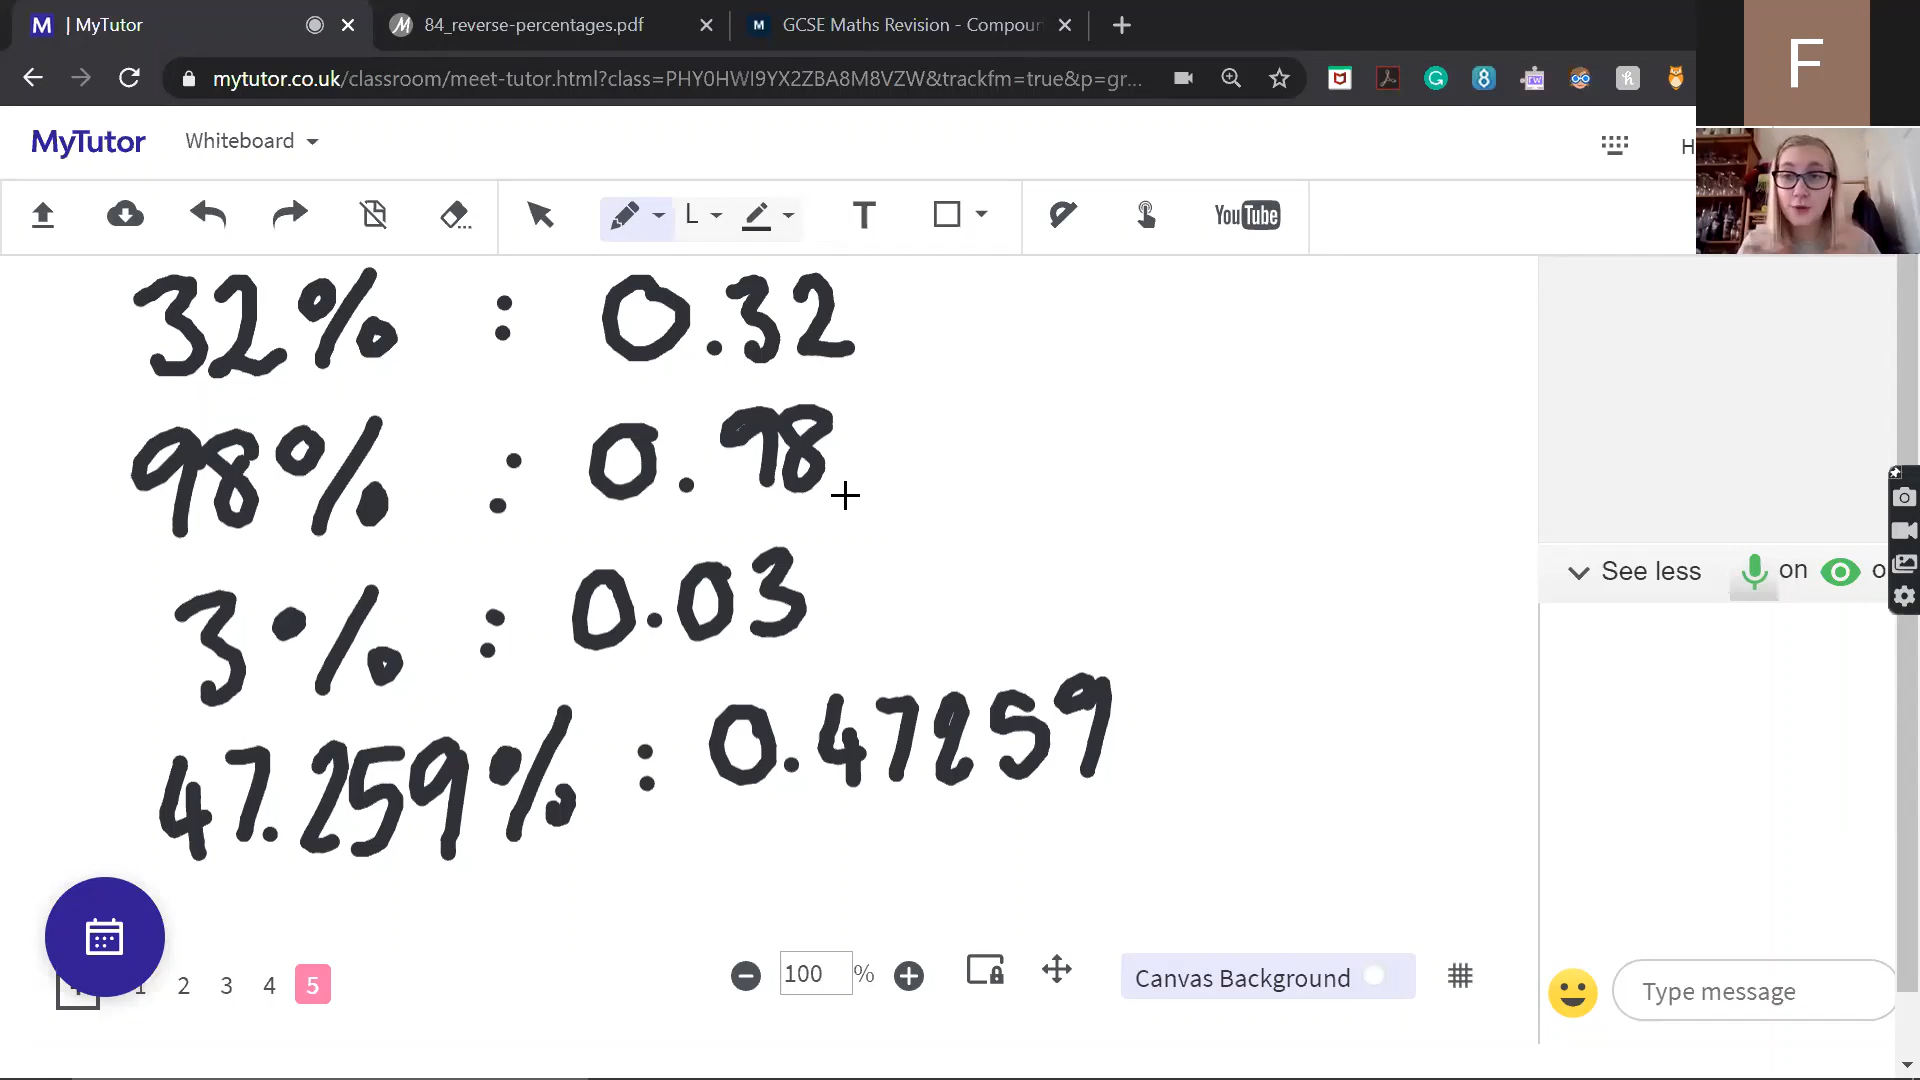 | MyTutor
84_reverse-percentages.pdf
GCSE Maths Revision - Compour
mytutor.co.uk/classroom/meet-tutor.html?class=PHY0HWI9YX2ZBA8M8VZW&trackfm=true&p=gr...
F
MyTutor Whiteboard
H
L T YouTube
32% : 0.32
98% : 0.98
3% : 0.03
47.259% : 0.47259
See less on o
1 2 3 4 5
100 %
Canvas Background
Type message